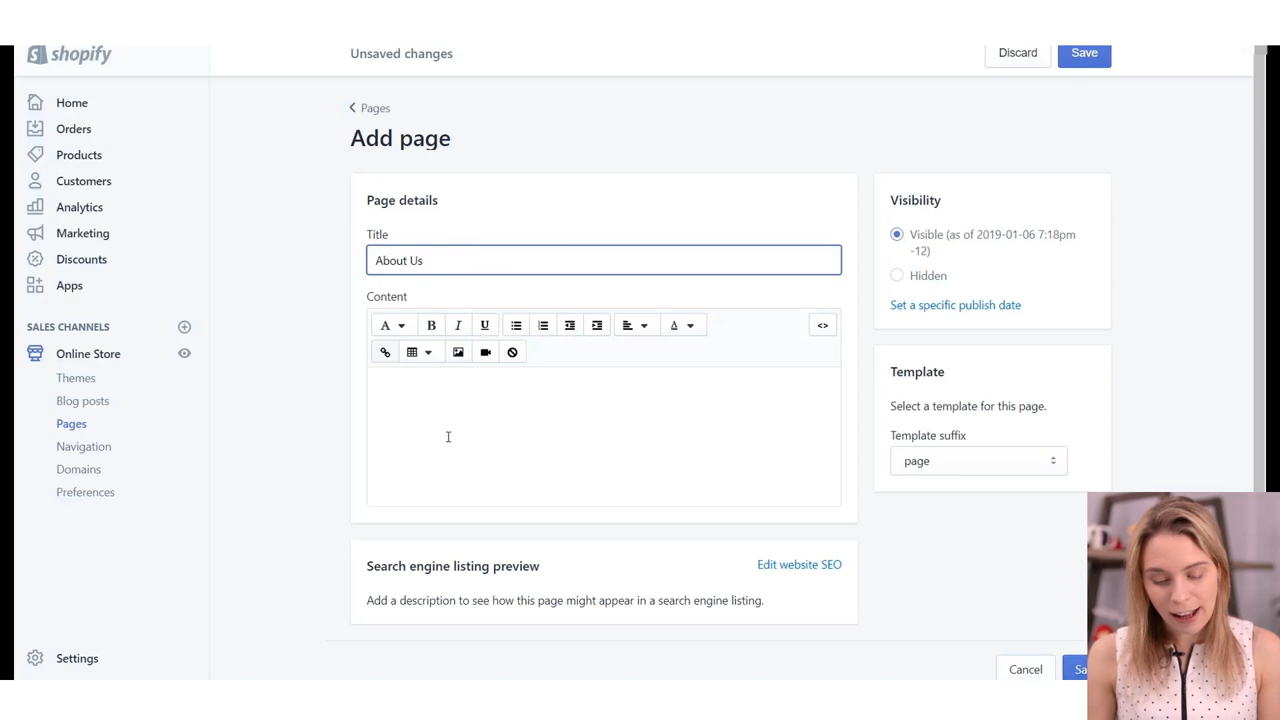 shopify
Unsaved changes
Discard
Save
Home
Orders
Products
Customers
Analytics
Marketing
Discounts
Apps
SALES CHANNELS
Online Store
Themes
Blog posts
Pages
Navigation
Domains
Preferences
Settings
Pages
Add page
Page details
Title
About Us
Content
A
B
I
U
A
<>
Search engine listing preview
Edit website SEO
Add a description to see how this page might appear in a search engine listing.
Visibility
Visible (as of 2019-01-06 7:18pm
-12)
Hidden
Set a specific publish date
Template
Select a template for this page.
Template suffix
page
Cancel